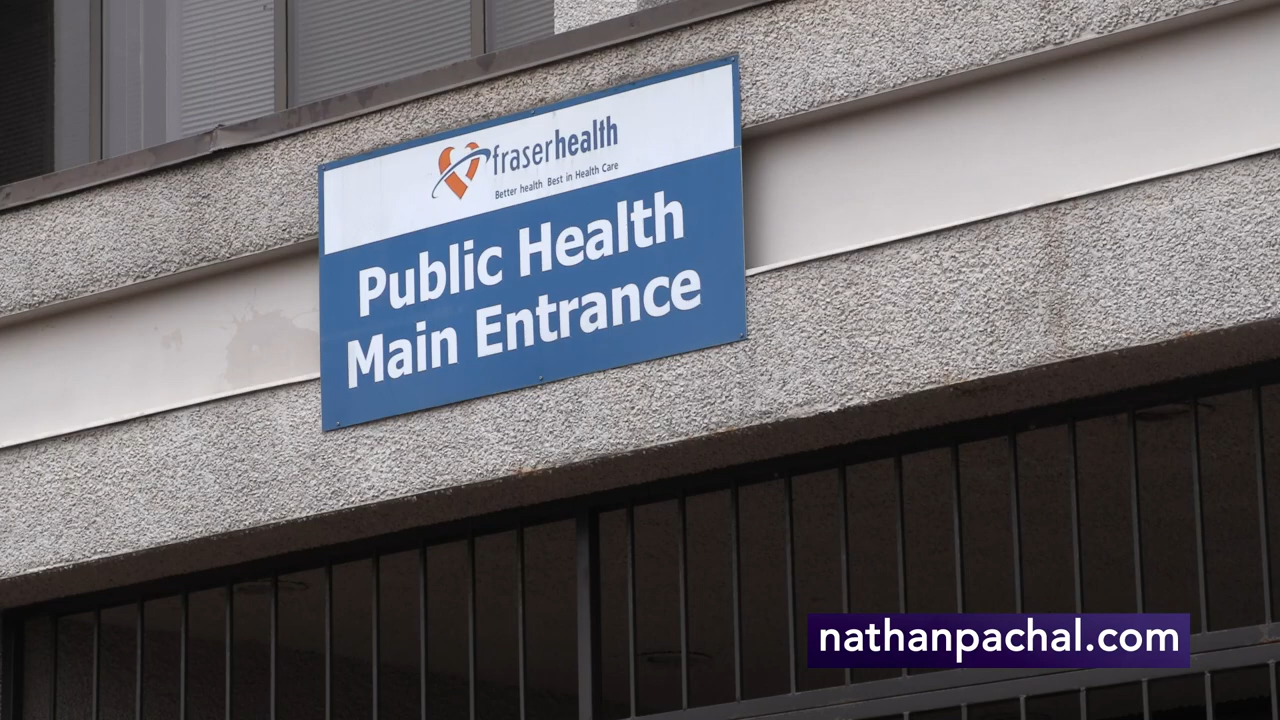 fraserhealth
Better health Best in Health Care
Public Health
Main Entrance
nathanpachal.com